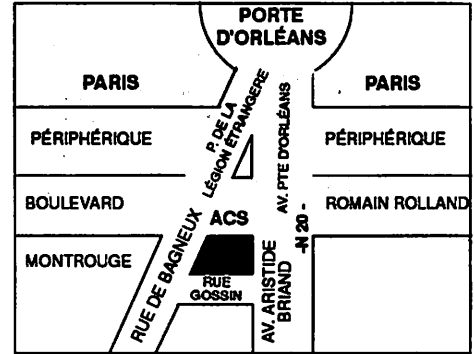 PORTE
D'ORLÉANS
PARIS
PARIS
P. DE LA
LÉGION ÉTRANGERE
AV. PTE D'ORLÉANS
PÉRIPHÉRIQUE
PÉRIPHÉRIQUE
BOULEVARD
ACS
-N 20-
ROMAIN ROLLAND
MONTROUGE
RUE DE BAGNEUX
RUE
GOSSIN
AV. ARISTIDE
BRIAND